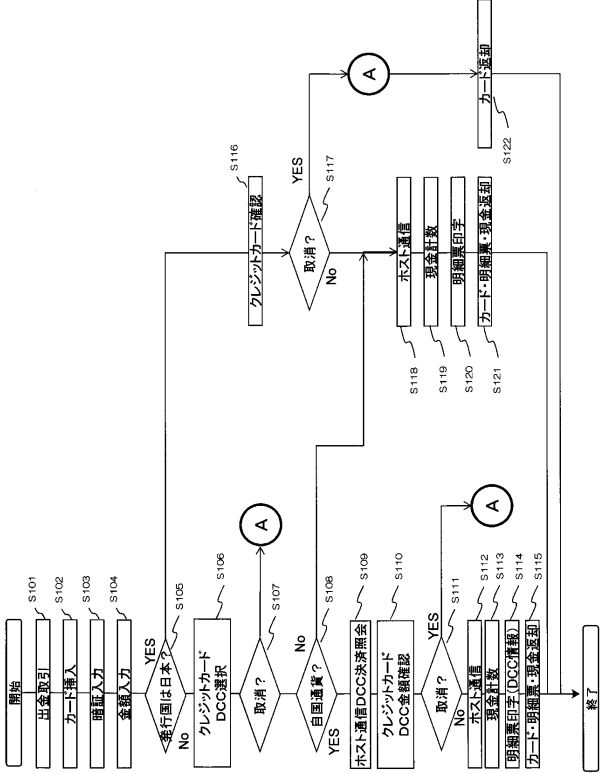 開始
出金取引
S101
カード挿入
S102
暗証入力
S103
金額入力
S104
発行国は日本?
S105
YES
No
クレジットカード
DCC選択
S106
取消?
S107
A
自国通貨?
S108
No
YES
ホスト通信DCC決済照会
S109
クレジットカード
DCC金額確認
S110
取消?
S111
YES
No
A
ホスト通信
S112
現金計数
S113
明細票印字(DCC情報)
S114
カード・明細票・現金返却
S115
クレジットカード確認
S116
取消?
S117
YES
No
A
ホスト通信
S118
現金計数
S119
明細票印字
S120
カード・明細票・現金返却
S121
カード返却
S122
終了